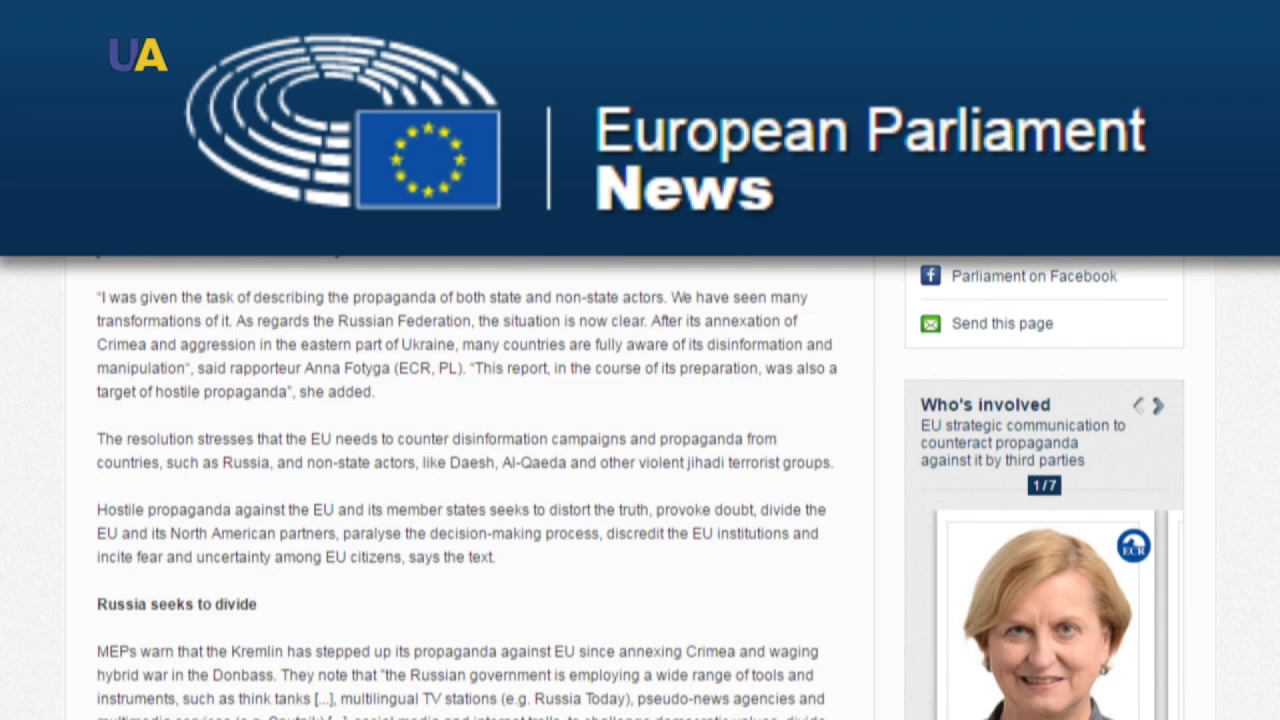 UA
European Parliament
News
Parliament on Facebook
Send this page
"I was given the task of describing the propaganda of both state and non-state actors. We have seen many
transformations of it. As regards the Russian Federation, the situation is now clear. After its annexation of
Crimea and aggression in the eastern part of Ukraine, many countries are fully aware of its disinformation and
manipulation", said rapporteur Anna Fotyga (ECR, PL). "This report, in the course of its preparation, was also a
target of hostile propaganda", she added.
The resolution stresses that the EU needs to counter disinformation campaigns and propaganda from
countries, such as Russia, and non-state actors, like Daesh, Al-Qaeda and other violent jihadi terrorist groups.
Hostile propaganda against the EU and its member states seeks to distort the truth, provoke doubt, divide the
EU and its North American partners, paralyse the decision-making process, discredit the EU institutions and
incite fear and uncertainty among EU citizens, says the text.
Russia seeks to divide
MEPs warn that the Kremlin has stepped up its propaganda against EU since annexing Crimea and waging
hybrid war in the Donbass. They note that "the Russian government is employing a wide range of tools and
instruments, such as think tanks [...], multilingual TV stations (e.g. Russia Today), pseudo-news agencies and
multimedia services (e.g. Sputnik) [...], social media and internet trolls, to challenge democratic values, divide
Who's involved
EU strategic communication to
counteract propaganda
against it by third parties
1/7
ECR